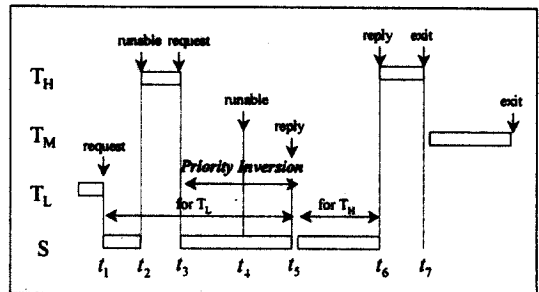 runable request
reply exit
T_H
runable
T_M
exit
request
reply
Priority Inversion
T_L
for T_L
for T_H
S
t_1 t_2 t_3 t_4 t_5 t_6 t_7